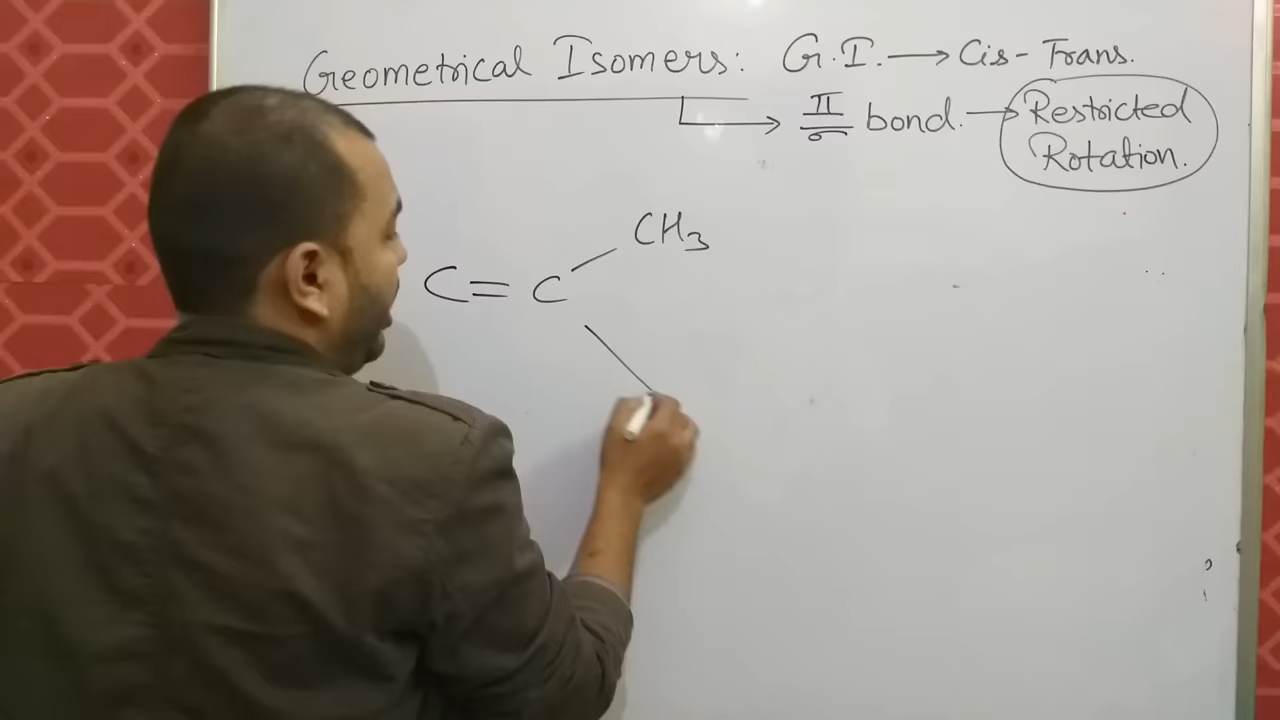 Geometrical Isomers: G.I. → Cis-Trans.
π/σ bond. → Restricted
Rotation.
CH3
C=C